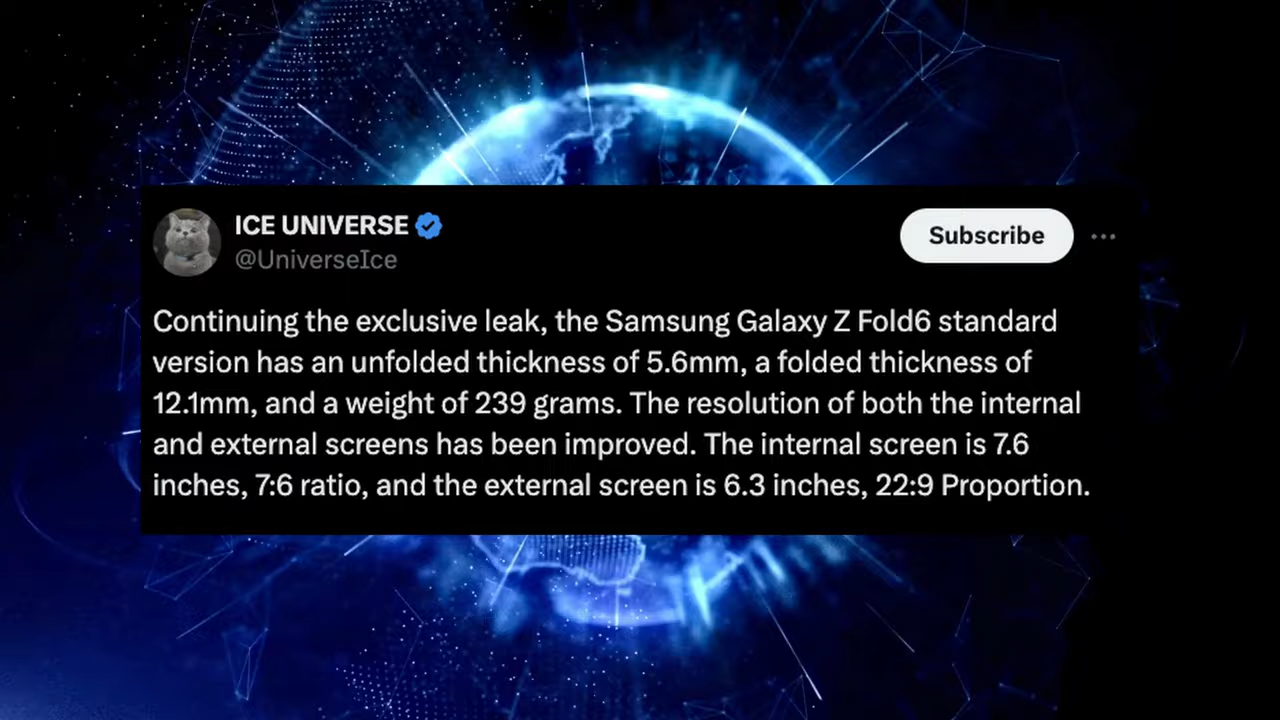 ICE UNIVERSE
@UniverseIce
Subscribe
Continuing the exclusive leak, the Samsung Galaxy Z Fold6 standard
version has an unfolded thickness of 5.6mm, a folded thickness of
12.1mm, and a weight of 239 grams. The resolution of both the internal
and external screens has been improved. The internal screen is 7.6
inches, 7:6 ratio, and the external screen is 6.3 inches, 22:9 Proportion.